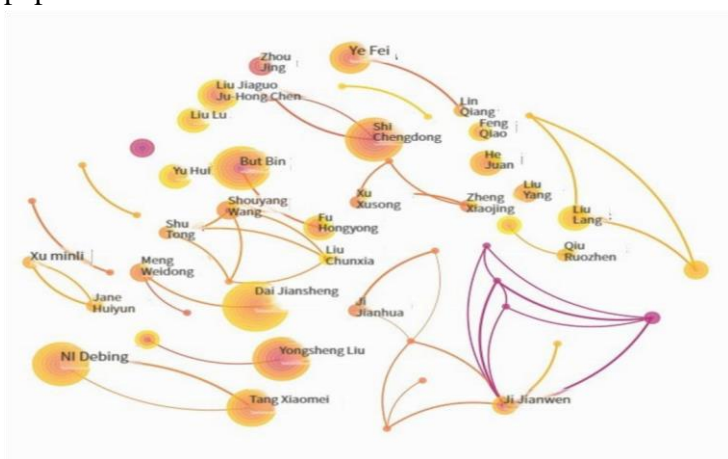 Ye Fei
Zhou
Jing
Liu Jiaguo
Ju-Hong Chen
Liu Lu
Lin
Qiang
Feng
Qiao
Shi
Chengdong
He
Juan
Yu Hui
But Bin
Liu
Yang
Xu
Xusong
Zheng
Xiaojing
Shouyang
Wang
Fu
Hongyong
Liu
Lang
Shu
Tong
Liu
Chunxia
Qiu
Ruozhen
Xu minli
Meng
Weidong
Jane
Huiyun
Dai Jiansheng
Ji
Jianhua
NI Debing
Yongsheng Liu
Tang Xiaomei
Ji Jianwen